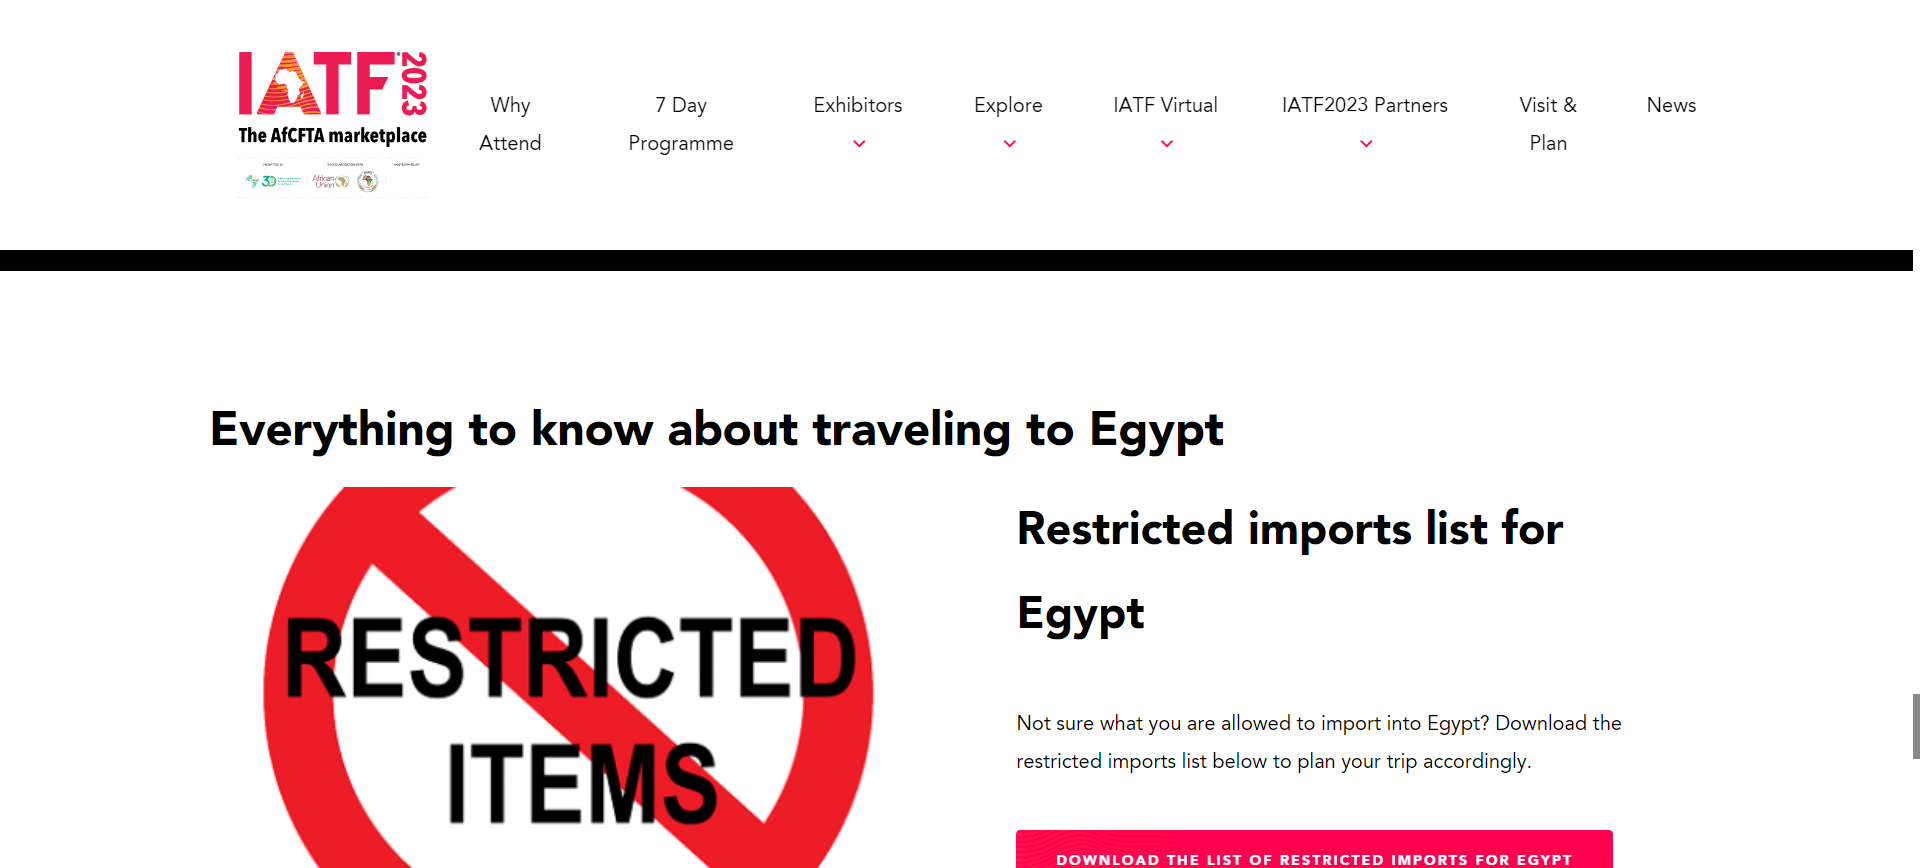 IATF 2023
The AfCFTA marketplace
African
Union
Why
Attend
7 Day
Programme
Exhibitors
Explore
IATF Virtual
IATF2023 Partners
Visit &
Plan
News
Everything to know about traveling to Egypt
RESTRICTED
ITEMS
Restricted imports list for
Egypt
Not sure what you are allowed to import into Egypt? Download the
restricted imports list below to plan your trip accordingly.
DOWNLOAD THE LIST OF RESTRICTED IMPORTS FOR EGYPT